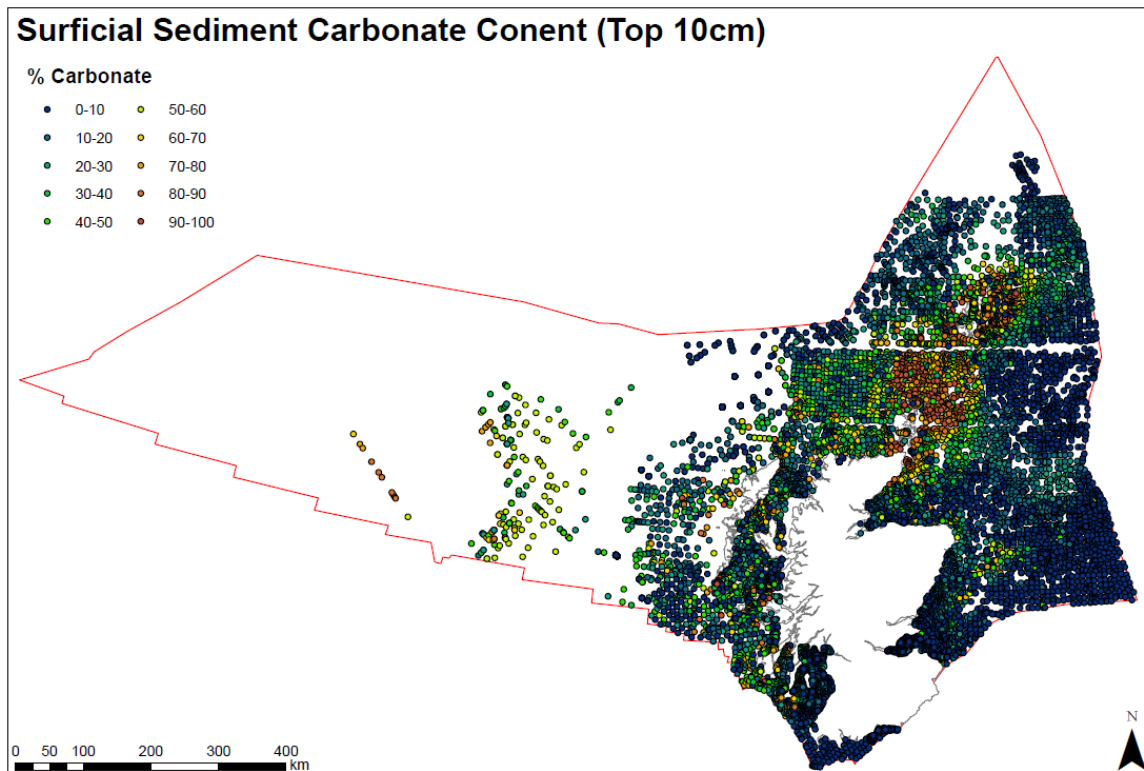 Surficial Sediment Carbonate Conent (Top 10cm)
% Carbonate
0-10 50-60
10-20 60-70
20-30 70-80
30-40 80-90
40-50 90-100
N
0 50 100 200 300 400
km